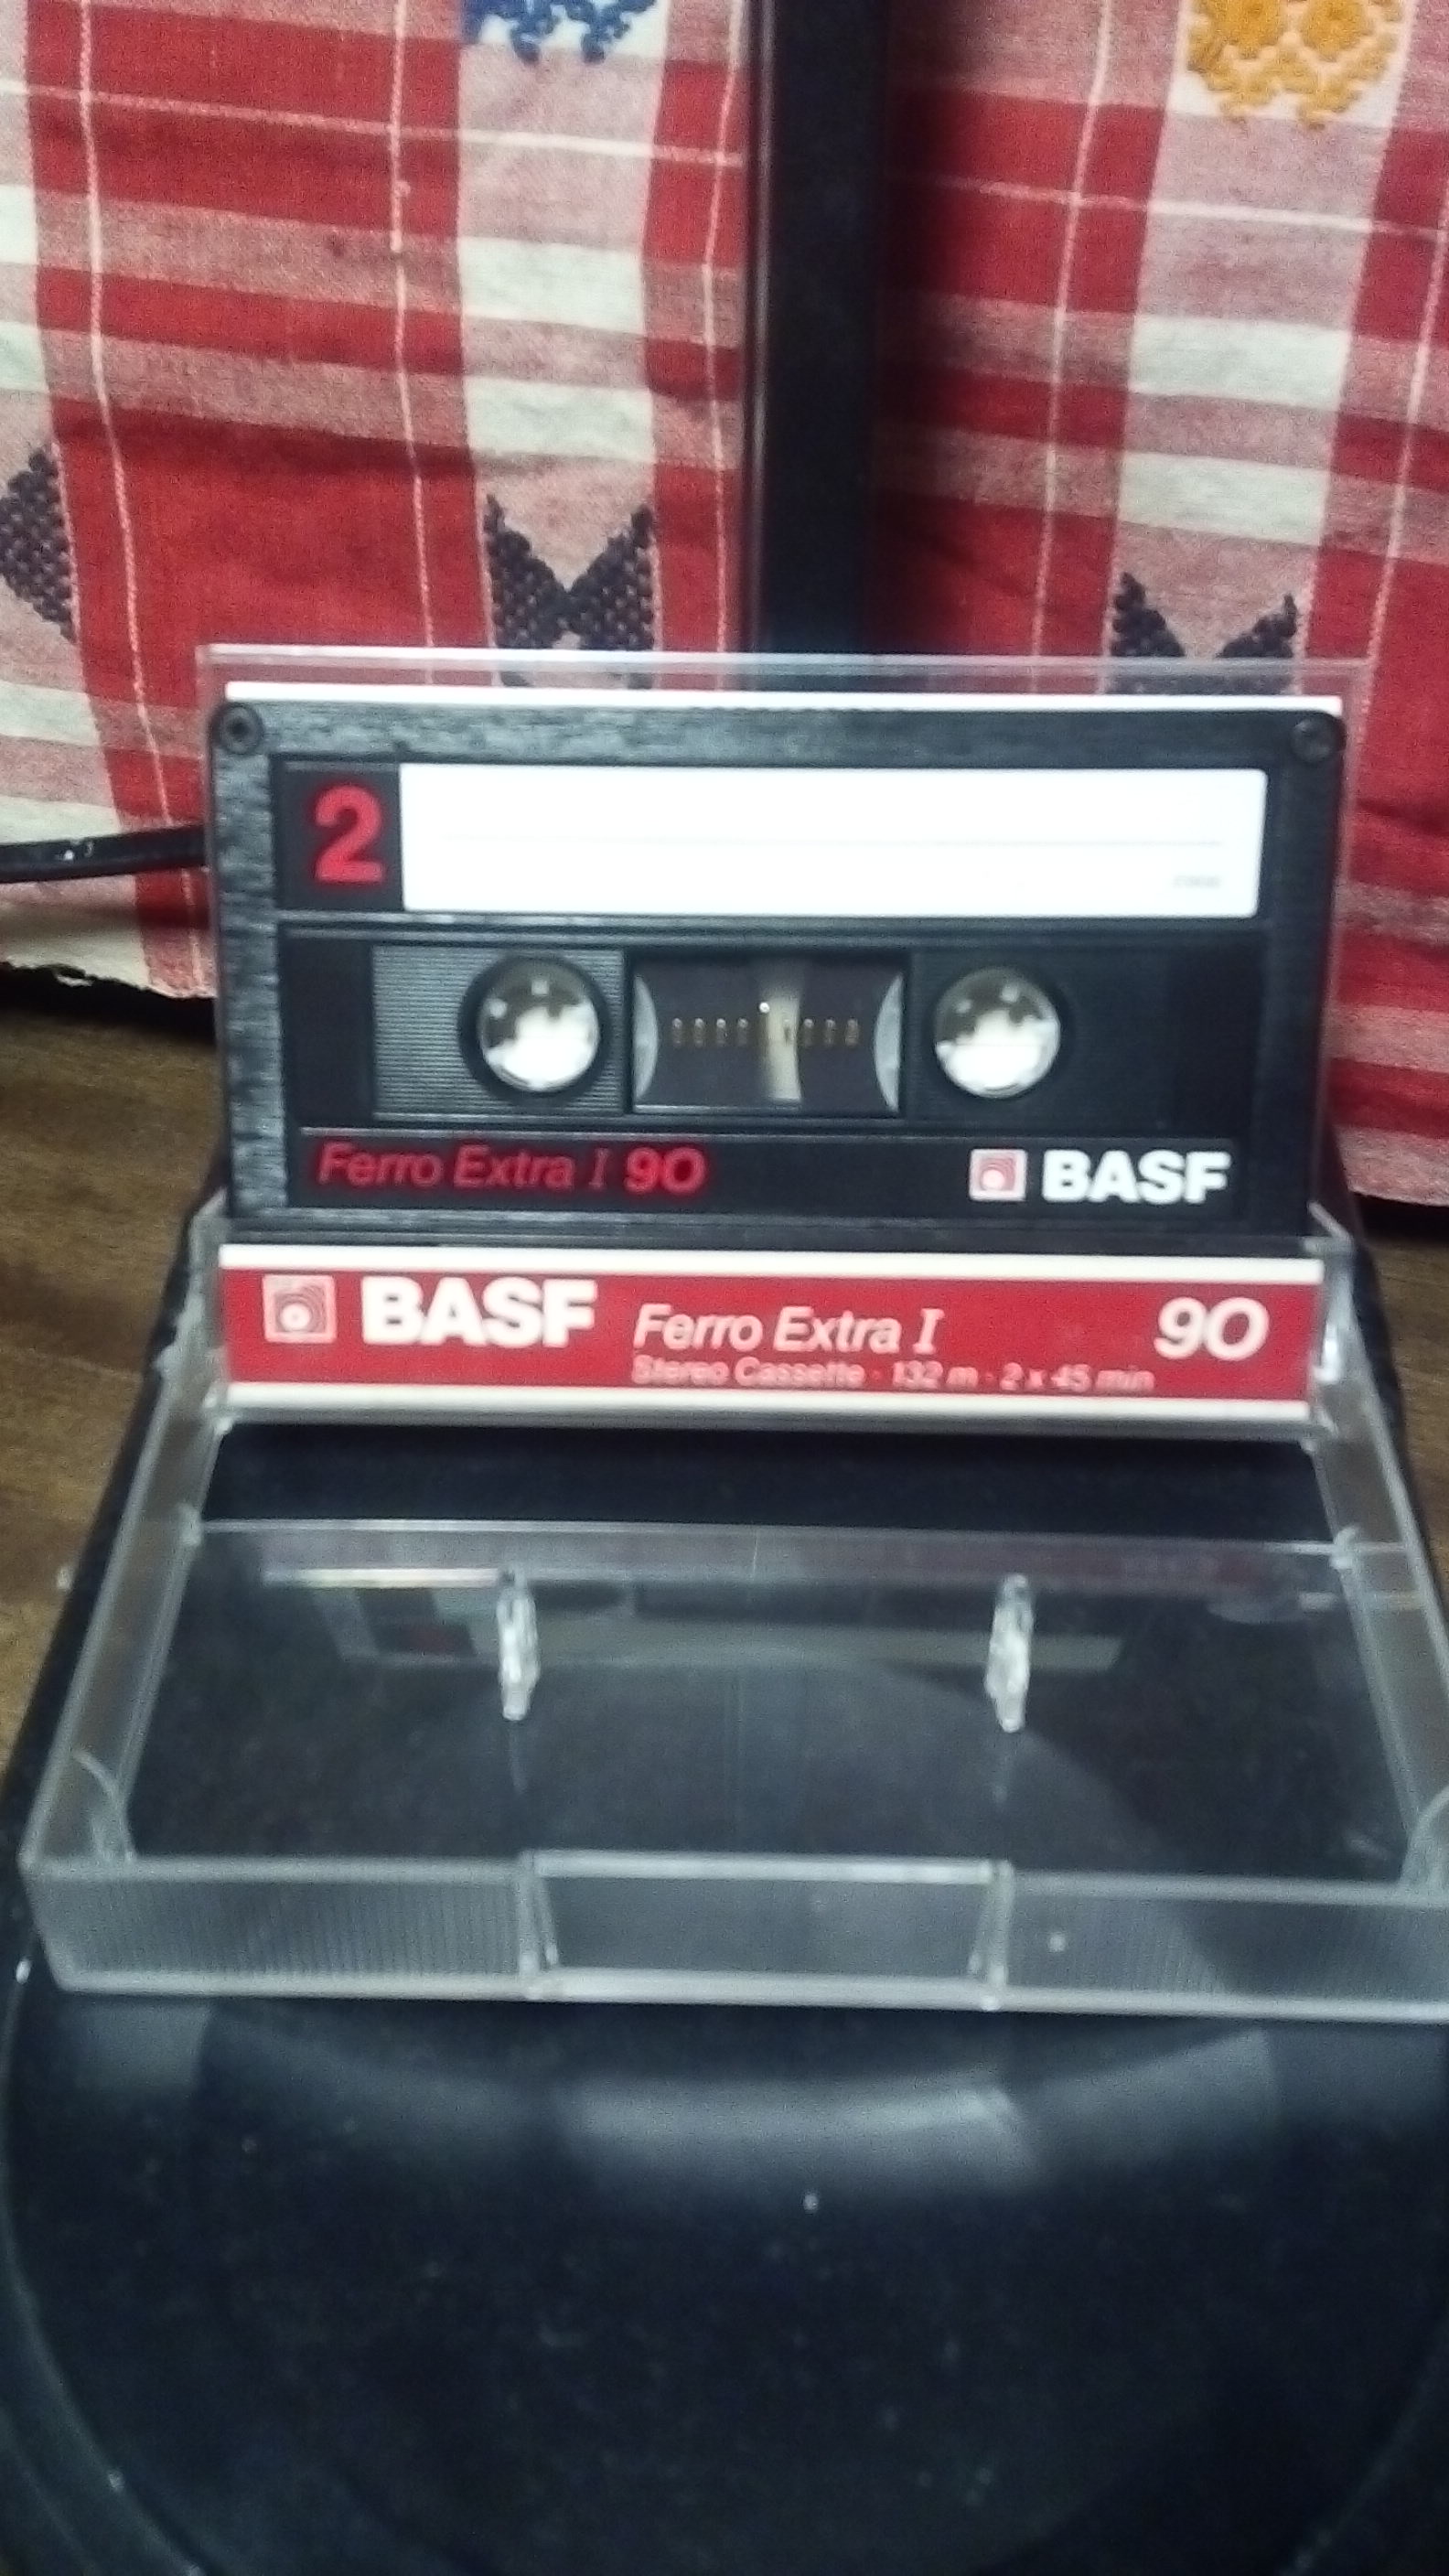 2
Ferro Extra I 90
BASF
BASF Ferro Extra I 90
Stereo Cassette · 132 m · 2 x 45 min